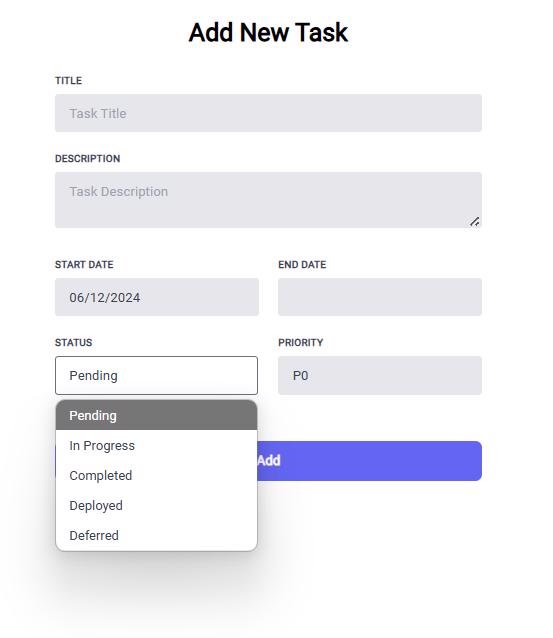 Add New Task
TITLE
Task Title
DESCRIPTION
Task Description
START DATE END DATE
06/12/2024
STATUS PRIORITY
Pending P0
Pending
In Progress
Add
Completed
Deployed
Deferred